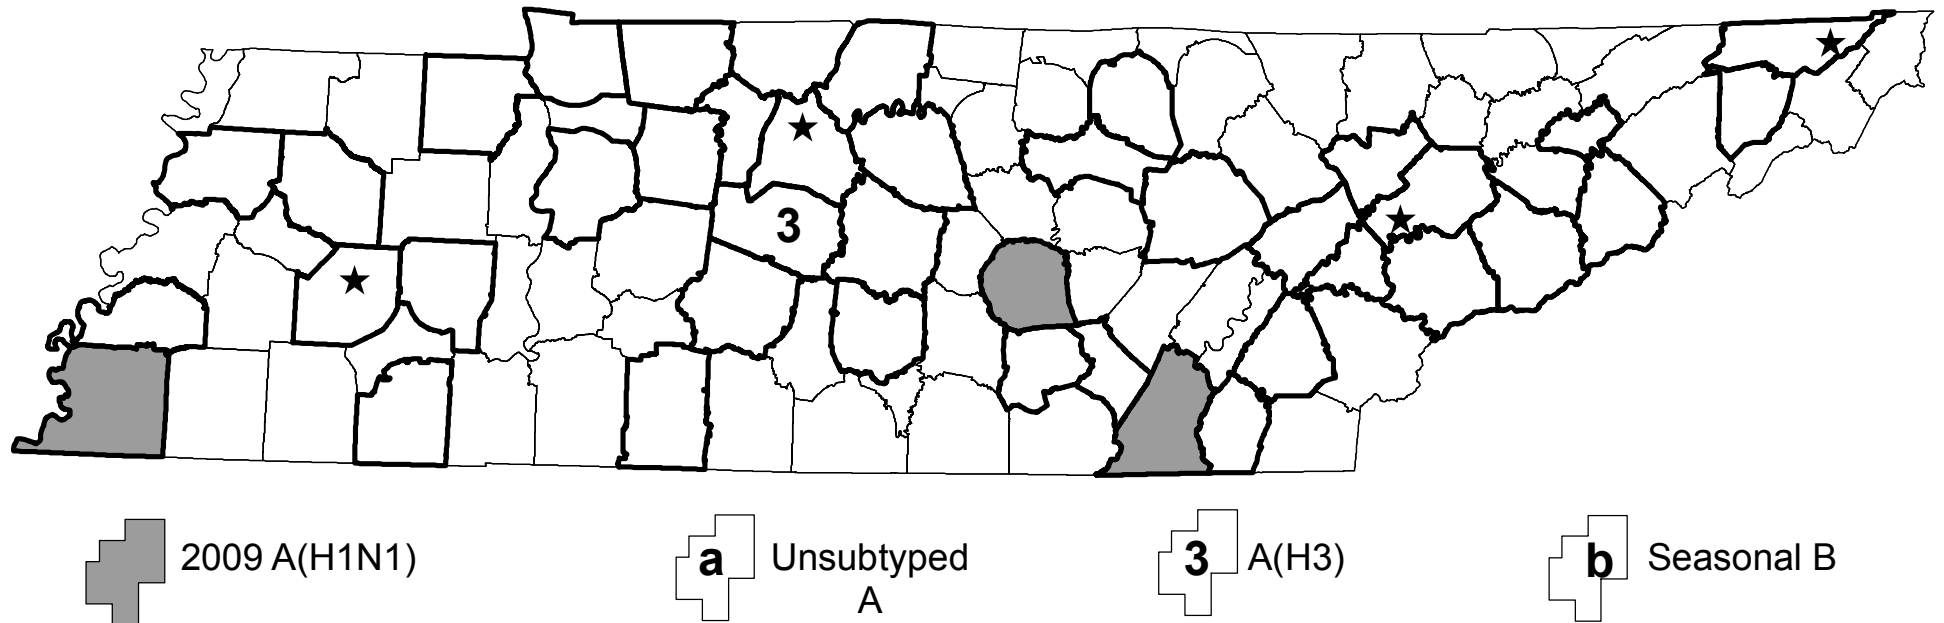 3
2009 A(H1N1)
a Unsubtyped
A
3 A(H3)
b Seasonal B